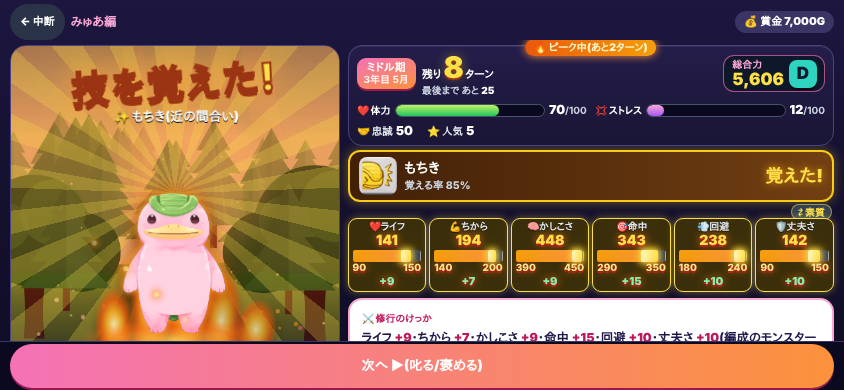 ← 中断 みゅあ編
💰 賞金 7,000G
技を覚えた!
✨ もちき(近の間合い)
🔥 ピーク中(あと2ターン)
ミドル期
3年目 5月
残り8ターン
最後まで あと 25
総合力
5,606 D
❤️体力 70/100 💢ストレス 12/100
🤝忠誠 50 ⭐人気 5
もちき
覚える率 85%
覚えた!
素質
❤️ライフ 💪ちから 🧠かしこさ 🎯命中 💨回避 🛡️丈夫さ
141 194 448 343 238 142
90 150 140 200 390 450 290 350 180 240 90 150
+9 +7 +9 +15 +10 +10
⚔️修行のけっか
ライフ +9・ちから +7・かしこさ +9・命中 +15・回避 +10・丈夫さ +10(編成のモンスター
次へ ▶(叱る/褒める)